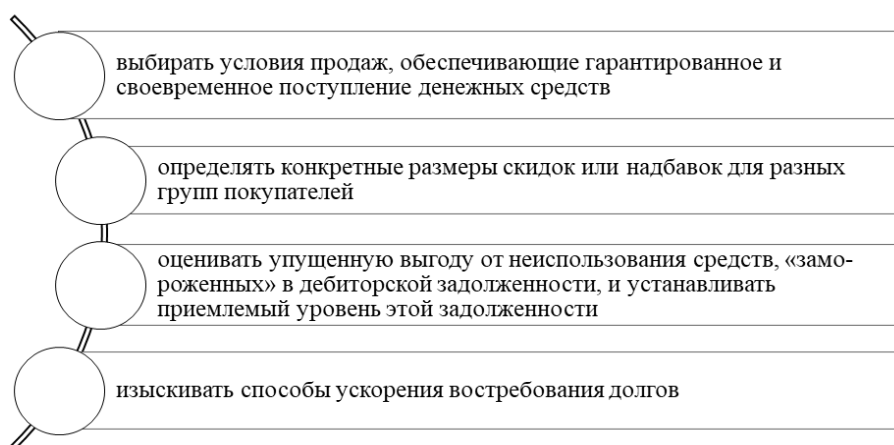 выбирать условия продаж, обеспечивающие гарантированное и
своевременное поступление денежных средств
определять конкретные размеры скидок или надбавок для разных
групп покупателей
оценивать упущенную выгоду от неиспользования средств, «замо-
роженных» в дебиторской задолженности, и устанавливать
приемлемый уровень этой задолженности
изыскивать способы ускорения востребования долгов